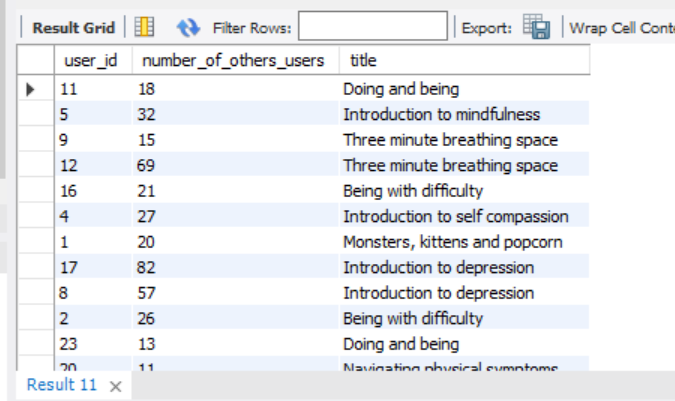 Result Grid Filter Rows: Export: Wrap Cell Conte
user_id number_of_others_users title
11 18 Doing and being
5 32 Introduction to mindfulness
9 15 Three minute breathing space
12 69 Three minute breathing space
16 21 Being with difficulty
4 27 Introduction to self compassion
1 20 Monsters, kittens and popcorn
17 82 Introduction to depression
8 57 Introduction to depression
2 26 Being with difficulty
23 13 Doing and being
20 11 Navigating physical symptoms
Result 11 ×